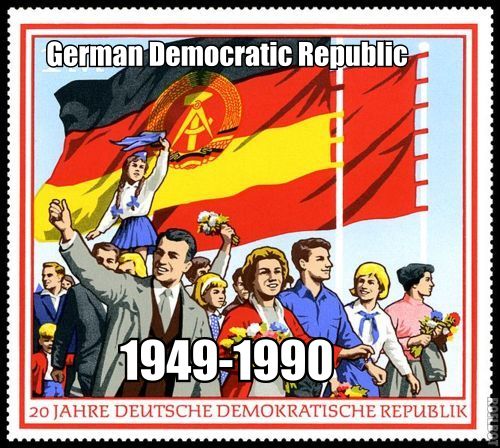 German Democratic Republic
1949-1990
20 JAHRE DEUTSCHE DEMOKRATISCHE REPUBLIK